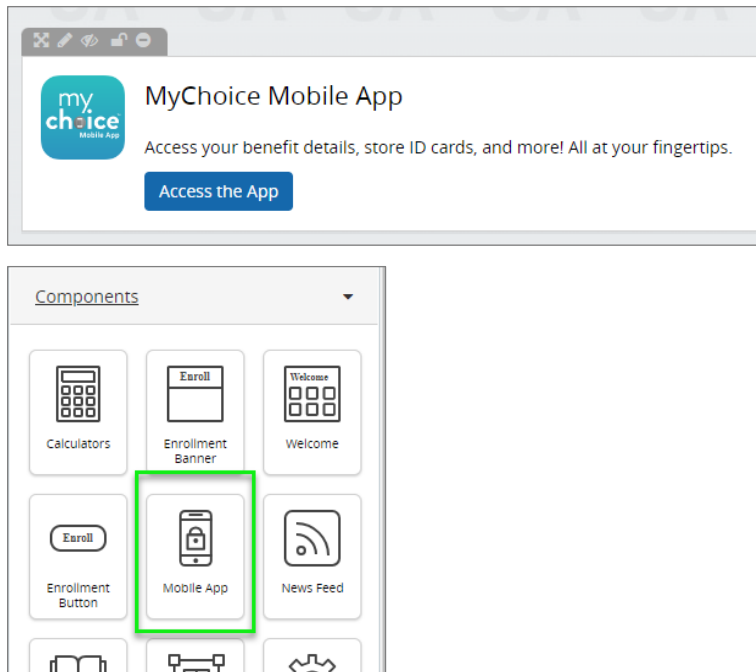 my
choice
Mobile App
MyChoice Mobile App
Access your benefit details, store ID cards, and more! All at your fingertips.
Access the App
Components
Enroll
Welcome
Calculators
Enrollment
Banner
Welcome
Enroll
Enrollment
Button
Mobile App
News Feed